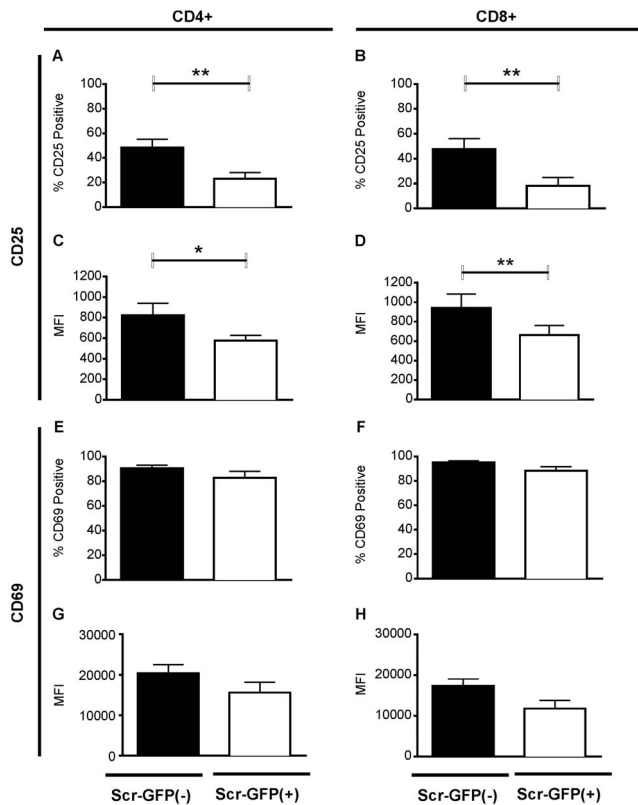 CD4+ CD8+
A B
** **
100 100
80 80
60 60
40 40
20 20
0 0
% CD25 Positive % CD25 Positive
CD25
C D
* **
1200 1200
1000 1000
800 800
600 600
400 400
200 200
0 0
MFI MFI
E F
100 100
80 80
60 60
40 40
20 20
0 0
% CD69 Positive % CD69 Positive
CD69
G H
30000 30000
20000 20000
10000 10000
0 0
MFI MFI
Scr-GFP(-) Scr-GFP(+) Scr-GFP(-) Scr-GFP(+)